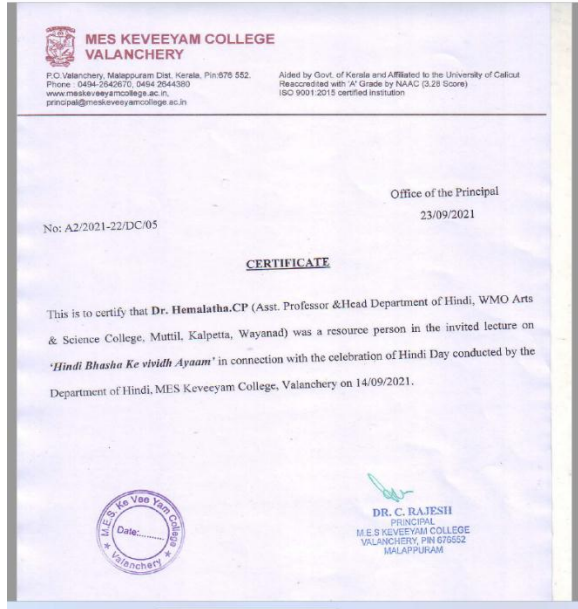 MES KEVEEYAM COLLEGE
VALANCHERY
P.O.Valanchery, Malappuram Dist, Kerala, Pin:676 552.
Phone : 0494-2642670, 0494 2644380
www.meskeveeyamcollege.ac.in,
principal@meskeveeyamcollege.ac.in
Aided by Govt. of Kerala and Affiliated to the University of Calicut
Reaccredited with 'A' Grade by NAAC (3.28 Score)
ISO 9001:2015 certified institution
Office of the Principal
23/09/2021
No: A2/2021-22/DC/05
CERTIFICATE
This is to certify that Dr. Hemalatha.CP (Asst. Professor &Head Department of Hindi, WMO Arts
& Science College, Muttil, Kalpetta, Wayanad) was a resource person in the invited lecture on
‘Hindi Bhasha Ke vividh Ayaam’ in connection with the celebration of Hindi Day conducted by the
Department of Hindi, MES Keveeyam College, Valanchery on 14/09/2021.
M.E.S. Ke Vee Yam College
Date:.........
Valanchery
DR. C. RAJESH
PRINCIPAL
M.E.S KEVEEYAM COLLEGE
VALANCHERY, PIN 676552
MALAPPURAM